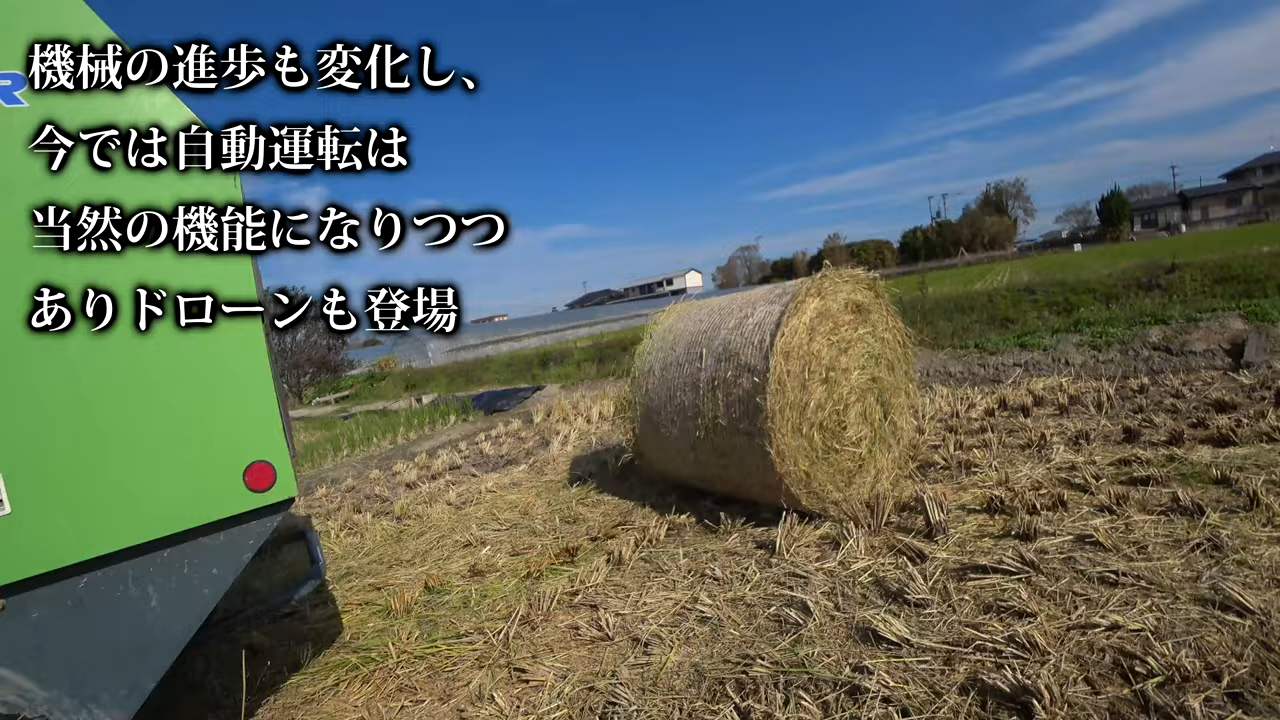 機械の進歩も変化し、
今では自動運転は
当然の機能になりつつ
ありドローンも登場
R